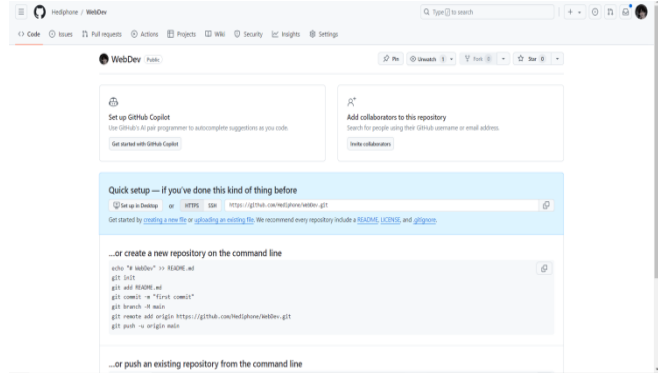 Hediphone / WebDev
Type / to search
Code Issues Pull requests Actions Projects Wiki Security Insights Settings
WebDev Public
Pin Unwatch 1 Fork 0 Star 0
Set up GitHub Copilot
Use GitHub's AI pair programmer to autocomplete suggestions as you code.
Get started with GitHub Copilot
Add collaborators to this repository
Search for people using their GitHub username or email address.
Invite collaborators
Quick setup — if you've done this kind of thing before
Set up in Desktop or HTTPS SSH https://github.com/Hediphone/WebDev.git
Get started by creating a new file or uploading an existing file. We recommend every repository include a README, LICENSE, and .gitignore.
...or create a new repository on the command line
echo "# WebDev" >> README.md
git init
git add README.md
git commit -m "first commit"
git branch -M main
git remote add origin https://github.com/Hediphone/WebDev.git
git push -u origin main
...or push an existing repository from the command line